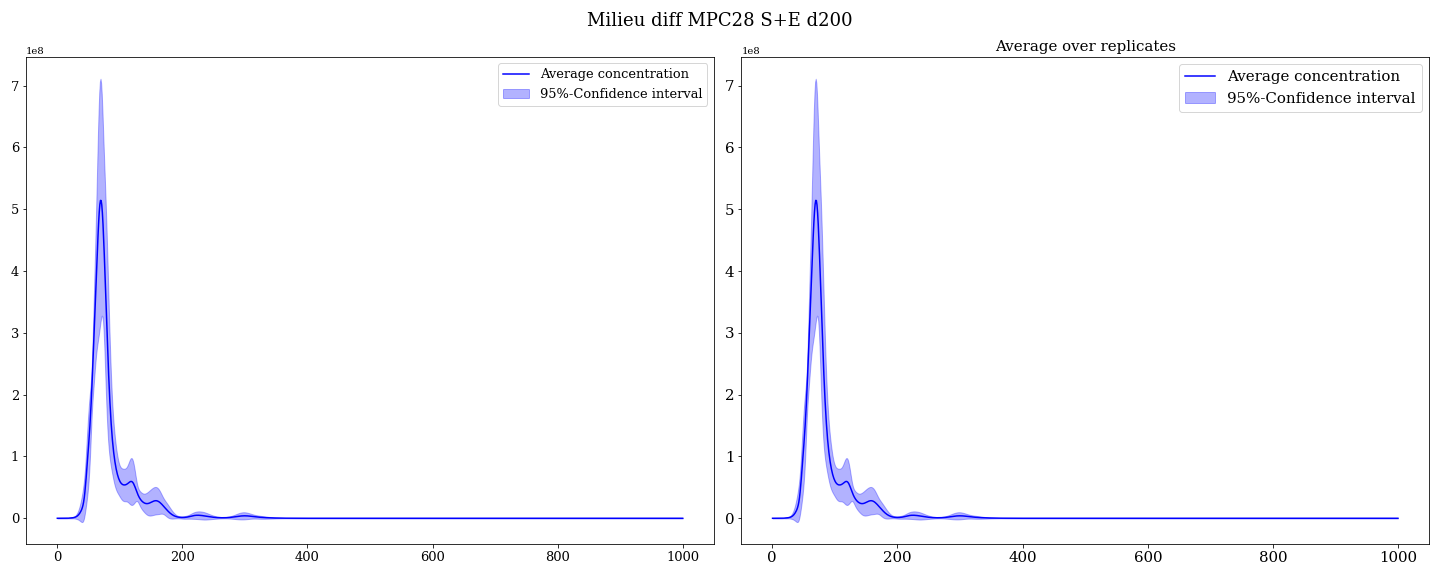 Milieu diff MPC28 S+E d200
1e8
Average concentration
95%-Confidence interval
7
6
5
4
3
2
1
0
0 200 400 600 800 1000
Average over replicates
1e8
Average concentration
95%-Confidence interval
7
6
5
4
3
2
1
0
0 200 400 600 800 1000